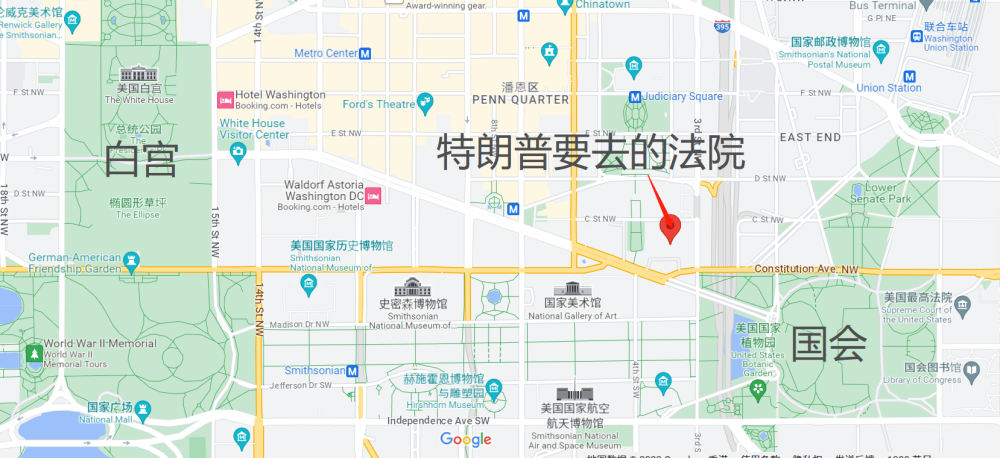 伦威克美术馆
Renwick Gallery
of the Smithsonian...
Award-winning gear.
Chinatown
Bus Terminal
G Pl NE
395
联合车站
Washington
Union Station
国家邮政博物馆
Smithsonian's National
Postal Museum
Union Station
14th St NW
Metro Center
美国白宫
The White House
F St NW
F St NW
Hotel Washington
Booking.com - Hotels
Ford's Theatre
潘恩区
PENN QUARTER
Judiciary Square
White House
Visitor Center
E St NW
E St NW
8th St NW
3rd St NW
EAST END
总统公园
白宫
特朗普要去的法院
D St NW
D St NW
18th St NW
椭圆形草坪
The Ellipse
15th St NW
Waldorf Astoria
Washington DC
Booking.com - Hotels
C St NW
C St NW
Lower
Senate Park
美国国家历史博物馆
Smithsonian
National Museum of
German-American
Friendship Garden
Constitution Ave. NW
14th St NW
史密森博物馆
Smithsonian
National Museum of
国家美术馆
National Gallery of Art
美国最高法院
Supreme Court of
the United States
Madison Dr NW
美国国家
植物园
United States
Botanic
Garden
国会
World War II Memorial
World War II
Memorial Tours
国会图书馆
Library of Congress
Smithsonian
Jefferson Dr SW
赫施霍恩博物馆
与雕塑园
Hirshhorn Museum
4th St SW
国家广场
National Mall
美国国家航空
航天博物馆
Smithsonian National
Air and Space Museum
Independence Ave SW
3rd St
Google